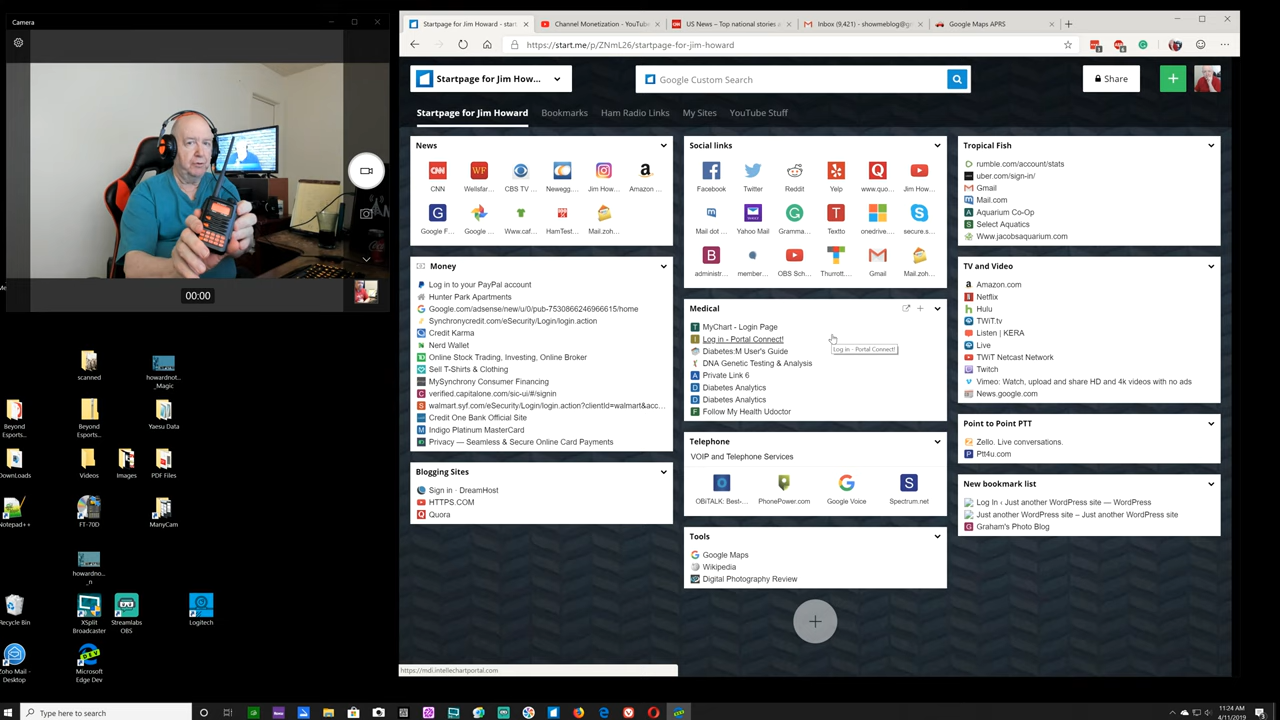 Camera
00:00
Startpage for Jim Howard - start
Channel Monetization - YouTube
US News – Top national stories a
Inbox (9,421) - showmeblog@g
Google Maps APRS
https://start.me/p/ZNmL26/startpage-for-jim-howard
Startpage for Jim How...
Google Custom Search
Share
Startpage for Jim Howard
Bookmarks
Ham Radio Links
My Sites
YouTube Stuff
News
CNN
Wellsfar...
CBS TV ...
Newegg...
Jim How...
Amazon ...
Google F...
Google ...
Www.caf...
HamTest...
Mail.zoh...
Money
Log in to your PayPal account
Hunter Park Apartments
Google.com/adsense/new/u/0/pub-7530866246966615/home
Synchronycredit.com/eSecurity/Login/login.action
Credit Karma
Nerd Wallet
Online Stock Trading, Investing, Online Broker
Sell T-Shirts & Clothing
MySynchrony Consumer Financing
verified.capitalone.com/sic-ui/#/signin
walmart.syf.com/eSecurity/Login/login.action?clientId=walmart&acc...
Credit One Bank Official Site
Indigo Platinum MasterCard
Privacy — Seamless & Secure Online Card Payments
Blogging Sites
Sign in · DreamHost
HTTPS.COM
Quora
Social links
Facebook
Twitter
Reddit
Yelp
www.quo...
Jim How...
Mail dot ...
Yahoo Mail
Gramma...
Textto
onedrive...
secure.s...
administr...
member...
OBS Sch...
Thurrott...
Gmail
Mail.zoh...
Medical
MyChart - Login Page
Log in - Portal Connect!
Log in - Portal Connect!
Diabetes:M User's Guide
DNA Genetic Testing & Analysis
Private Link 6
Diabetes Analytics
Diabetes Analytics
Follow My Health Udoctor
Telephone
VOIP and Telephone Services
OBiTALK: Best-...
PhonePower.com
Google Voice
Spectrum.net
Tools
Google Maps
Wikipedia
Digital Photography Review
Tropical Fish
rumble.com/account/stats
uber.com/sign-in/
Gmail
Mail.com
Aquarium Co-Op
Select Aquatics
Www.jacobsaquarium.com
TV and Video
Amazon.com
Netflix
Hulu
TWiT.tv
Listen | KERA
Live
TWiT Netcast Network
Twitch
Vimeo: Watch, upload and share HD and 4k videos with no ads
News.google.com
Point to Point PTT
Zello. Live conversations.
Ptt4u.com
New bookmark list
Log In ‹ Just another WordPress site — WordPress
Just another WordPress site – Just another WordPress site
Graham's Photo Blog
https://mdi.intellechartportal.com
scanned
howardnot...
_Magic
Beyond
Esports...
Beyond
Esports...
Yaesu Data
DownLoads
Videos
Images
PDF Files
Notepad++
FT-70D
ManyCam
howardno...
_n
Recycle Bin
XSplit
Broadcaster
Streamlabs
OBS
Logitech
Zoho Mail -
Desktop
Microsoft
Edge Dev
Type here to search
11:24 AM
4/11/2019